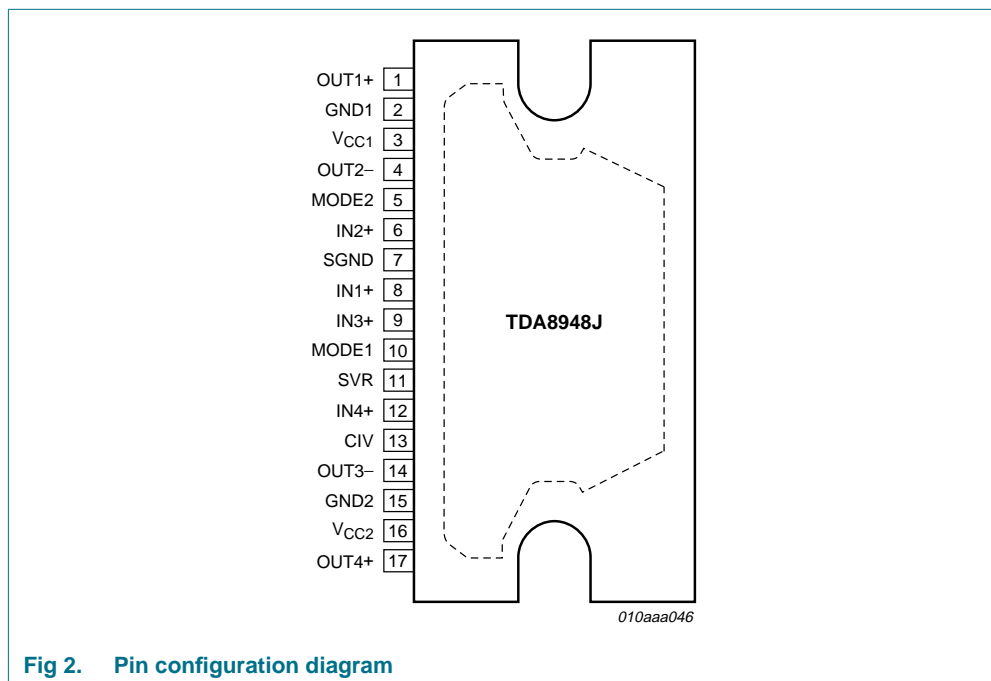 OUT1+ 1
GND1 2
VCC1 3
OUT2− 4
MODE2 5
IN2+ 6
SGND 7
IN1+ 8
IN3+ 9
TDA8948J
MODE1 10
SVR 11
IN4+ 12
CIV 13
OUT3− 14
GND2 15
VCC2 16
OUT4+ 17
010aaa046
Fig 2. Pin configuration diagram